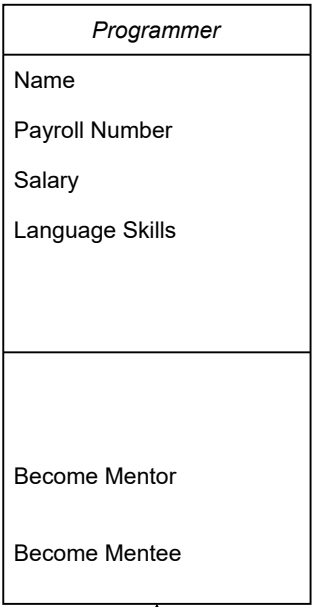 Programmer
Name
Payroll Number
Salary
Language Skills
Become Mentor
Become Mentee